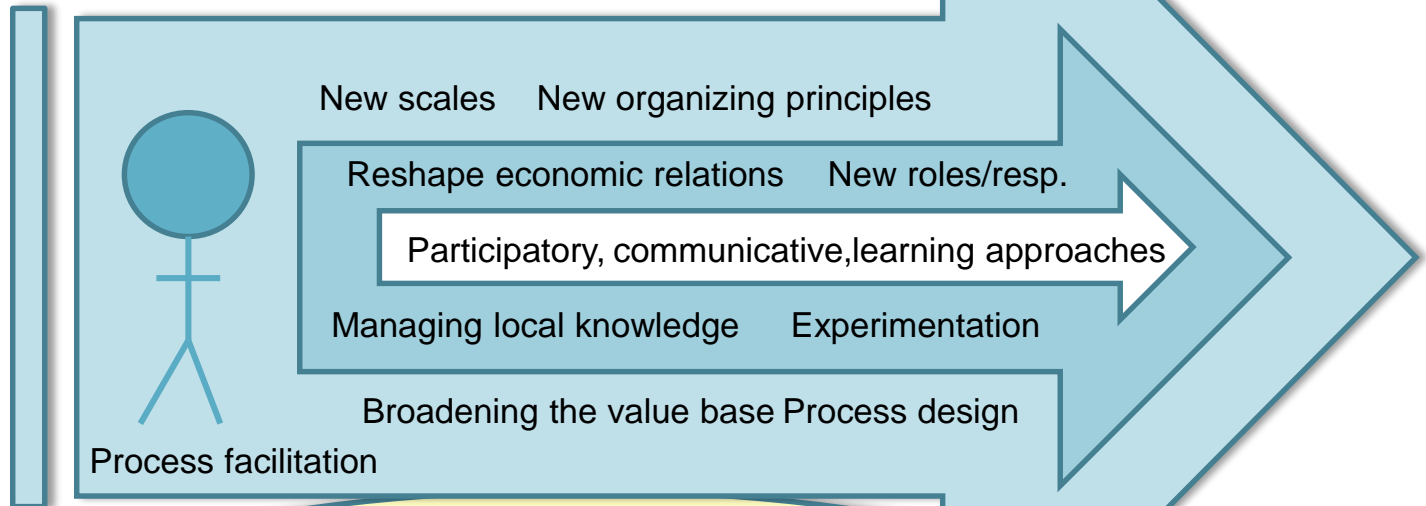 New scales New organizing principles
Reshape economic relations New roles/resp.
Participatory, communicative,learning approaches
Managing local knowledge Experimentation
Broadening the value base Process design
Process facilitation